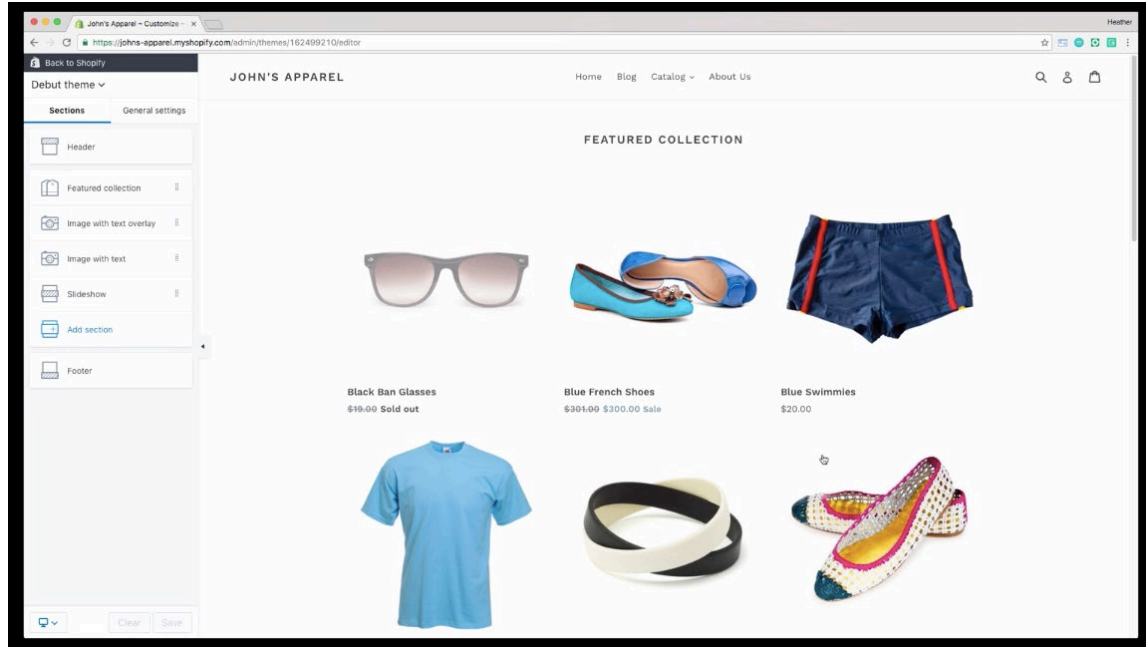 John's Apparel ~ Customize ~
Heather
https://johns-apparel.myshopify.com/admin/themes/162499210/editor
Back to Shopify
Debut theme
Sections
General settings
Header
Featured collection
Image with text overlay
Image with text
Slideshow
Add section
Footer
Clear
Save
JOHN'S APPAREL
Home
Blog
Catalog
About Us
FEATURED COLLECTION
Black Ban Glasses
$19.00 Sold out
Blue French Shoes
$301.00 $300.00 Sale
Blue Swimmies
$20.00